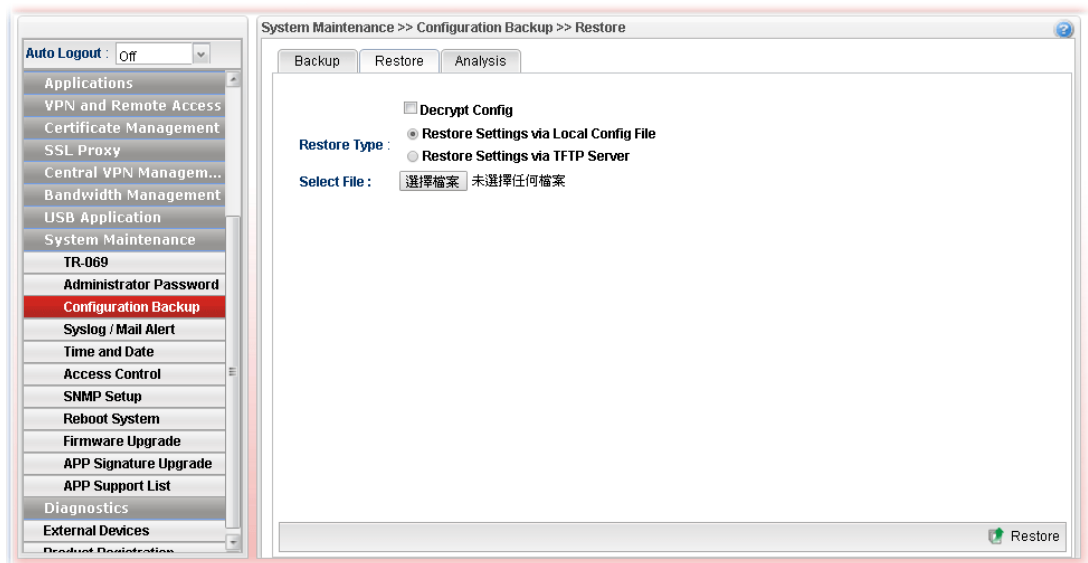 System Maintenance >> Configuration Backup >> Restore
Auto Logout : Off
Applications
VPN and Remote Access
Certificate Management
SSL Proxy
Central VPN Managem...
Bandwidth Management
USB Application
System Maintenance
TR-069
Administrator Password
Configuration Backup
Syslog / Mail Alert
Time and Date
Access Control
SNMP Setup
Reboot System
Firmware Upgrade
APP Signature Upgrade
APP Support List
Diagnostics
External Devices
Product Registration
Backup Restore Analysis
Decrypt Config
Restore Type :
Restore Settings via Local Config File
Restore Settings via TFTP Server
Select File : 選擇檔案 未選擇任何檔案
Restore